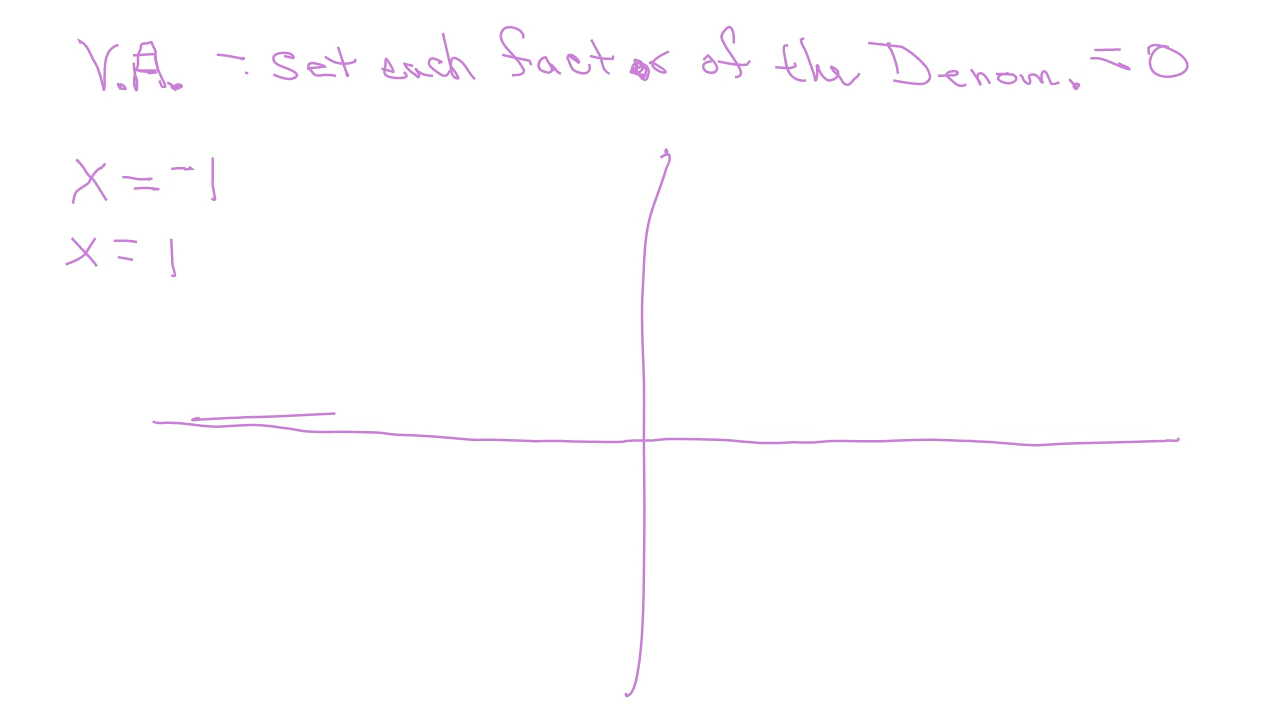 V.A. - set each factor of the Denom. = 0
x = -1
x = 1